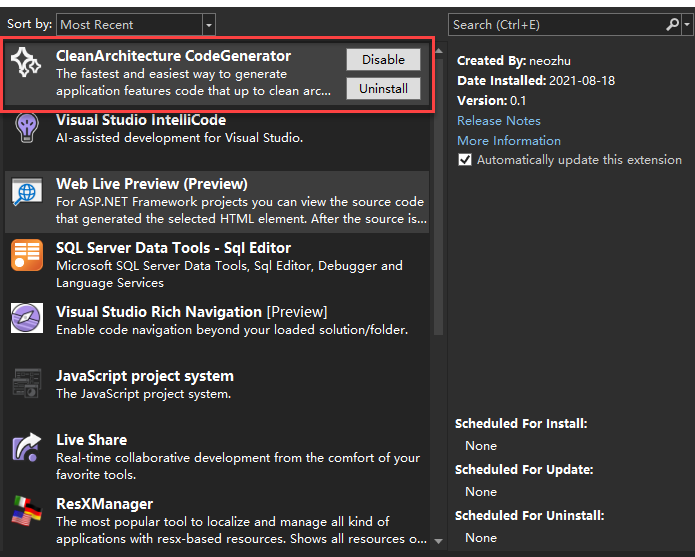 Sort by: Most Recent
Search (Ctrl+E)
CleanArchitecture CodeGenerator
Disable
The fastest and easiest way to generate
application features code that up to clean arc...
Uninstall
Visual Studio IntelliCode
AI-assisted development for Visual Studio.
Web Live Preview (Preview)
For ASP.NET Framework projects you can view the source code
that generated the selected HTML element. After the source is...
SQL Server Data Tools - Sql Editor
Microsoft SQL Server Data Tools, Sql Editor, Debugger and
Language Services
Visual Studio Rich Navigation [Preview]
Enable code navigation beyond your loaded solution/folder.
JavaScript project system
The JavaScript project system.
Live Share
Real-time collaborative development from the comfort of your
favorite tools.
ResXManager
The most popular tool to localize and manage all kind of
applications with resx-based resources. Shows all resources o...
Created By: neozhu
Date Installed: 2021-08-18
Version: 0.1
Release Notes
More Information
Automatically update this extension
Scheduled For Install:
None
Scheduled For Update:
None
Scheduled For Uninstall:
None